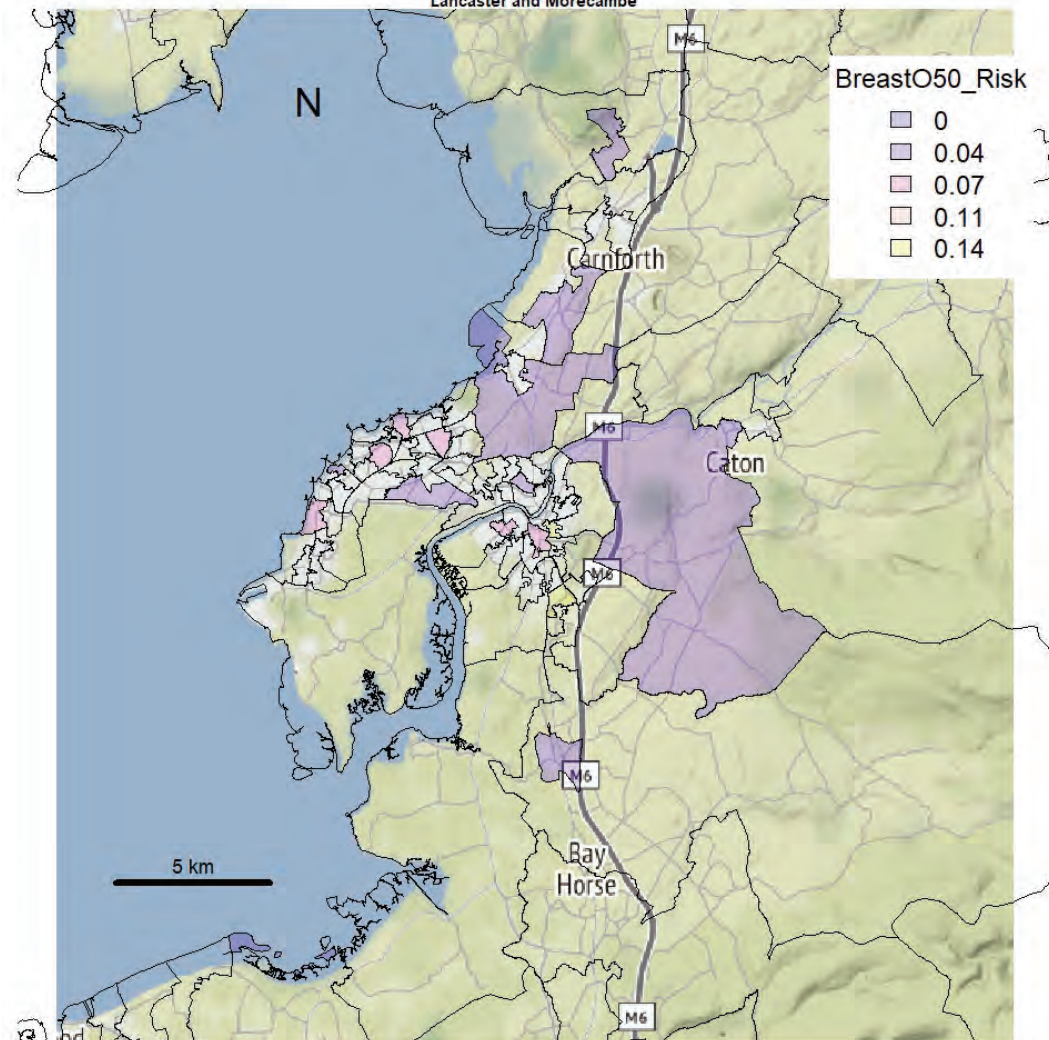 Lancaster and Morecambe
M6
BreastO50_Risk
0
0.04
0.07
0.11
0.14
N
Carnforth
M6
Caton
M6
M6
Bay
Horse
5 km
M6